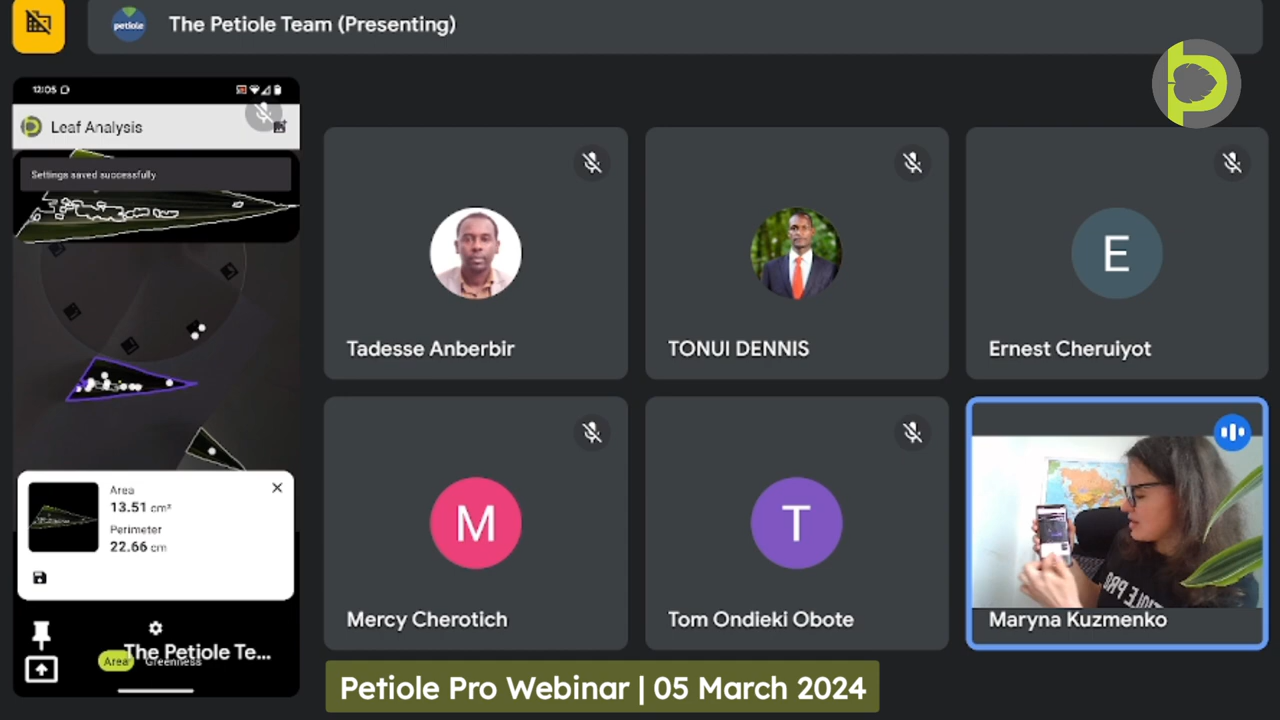 petiole
The Petiole Team (Presenting)
12:05
Leaf Analysis
Settings saved successfully
Area
13.51 cm²
Perimeter
22.66 cm
Area
Greenness
The Petiole Te...
Tadesse Anberbir
TONUI DENNIS
E
Ernest Cheruiyot
M
Mercy Cherotich
T
Tom Ondieki Obote
Maryna Kuzmenko
Petiole Pro Webinar | 05 March 2024